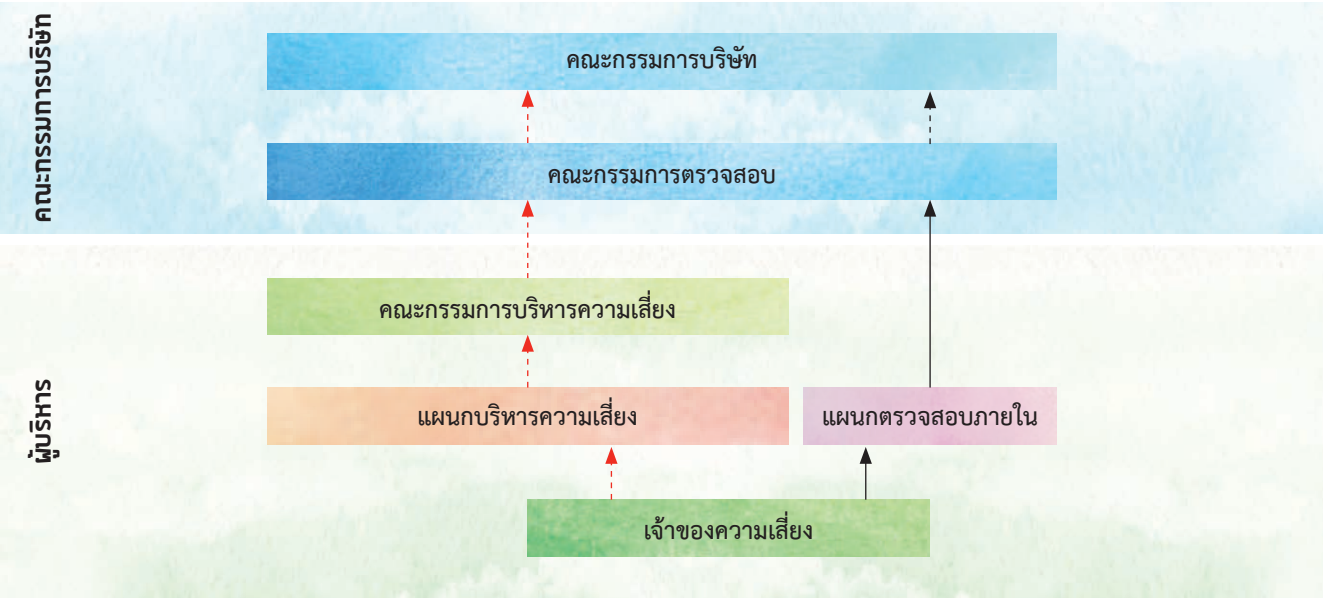 คณะกรรมการบริษัท
คณะกรรมการบริษัท
คณะกรรมการตรวจสอบ
ผู้บริหาร
คณะกรรมการบริหารความเสี่ยง
แผนกบริหารความเสี่ยง
แผนกตรวจสอบภายใน
เจ้าของความเสี่ยง